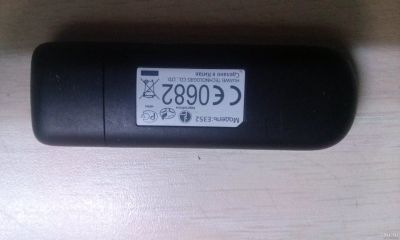 Модель: E352
CE0682
HUAWEI TECHNOLOGIES CO., LTD
Сделано в Китае